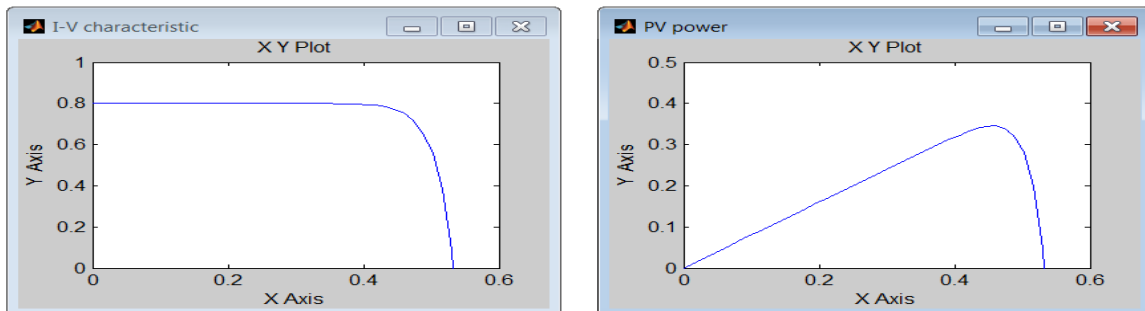 I-V characteristic
X Y Plot
1
0.8
0.6
0.4
0.2
0
Y Axis
0 0.2 0.4 0.6
X Axis
PV power
X Y Plot
0.5
0.4
0.3
0.2
0.1
0
Y Axis
0 0.2 0.4 0.6
X Axis